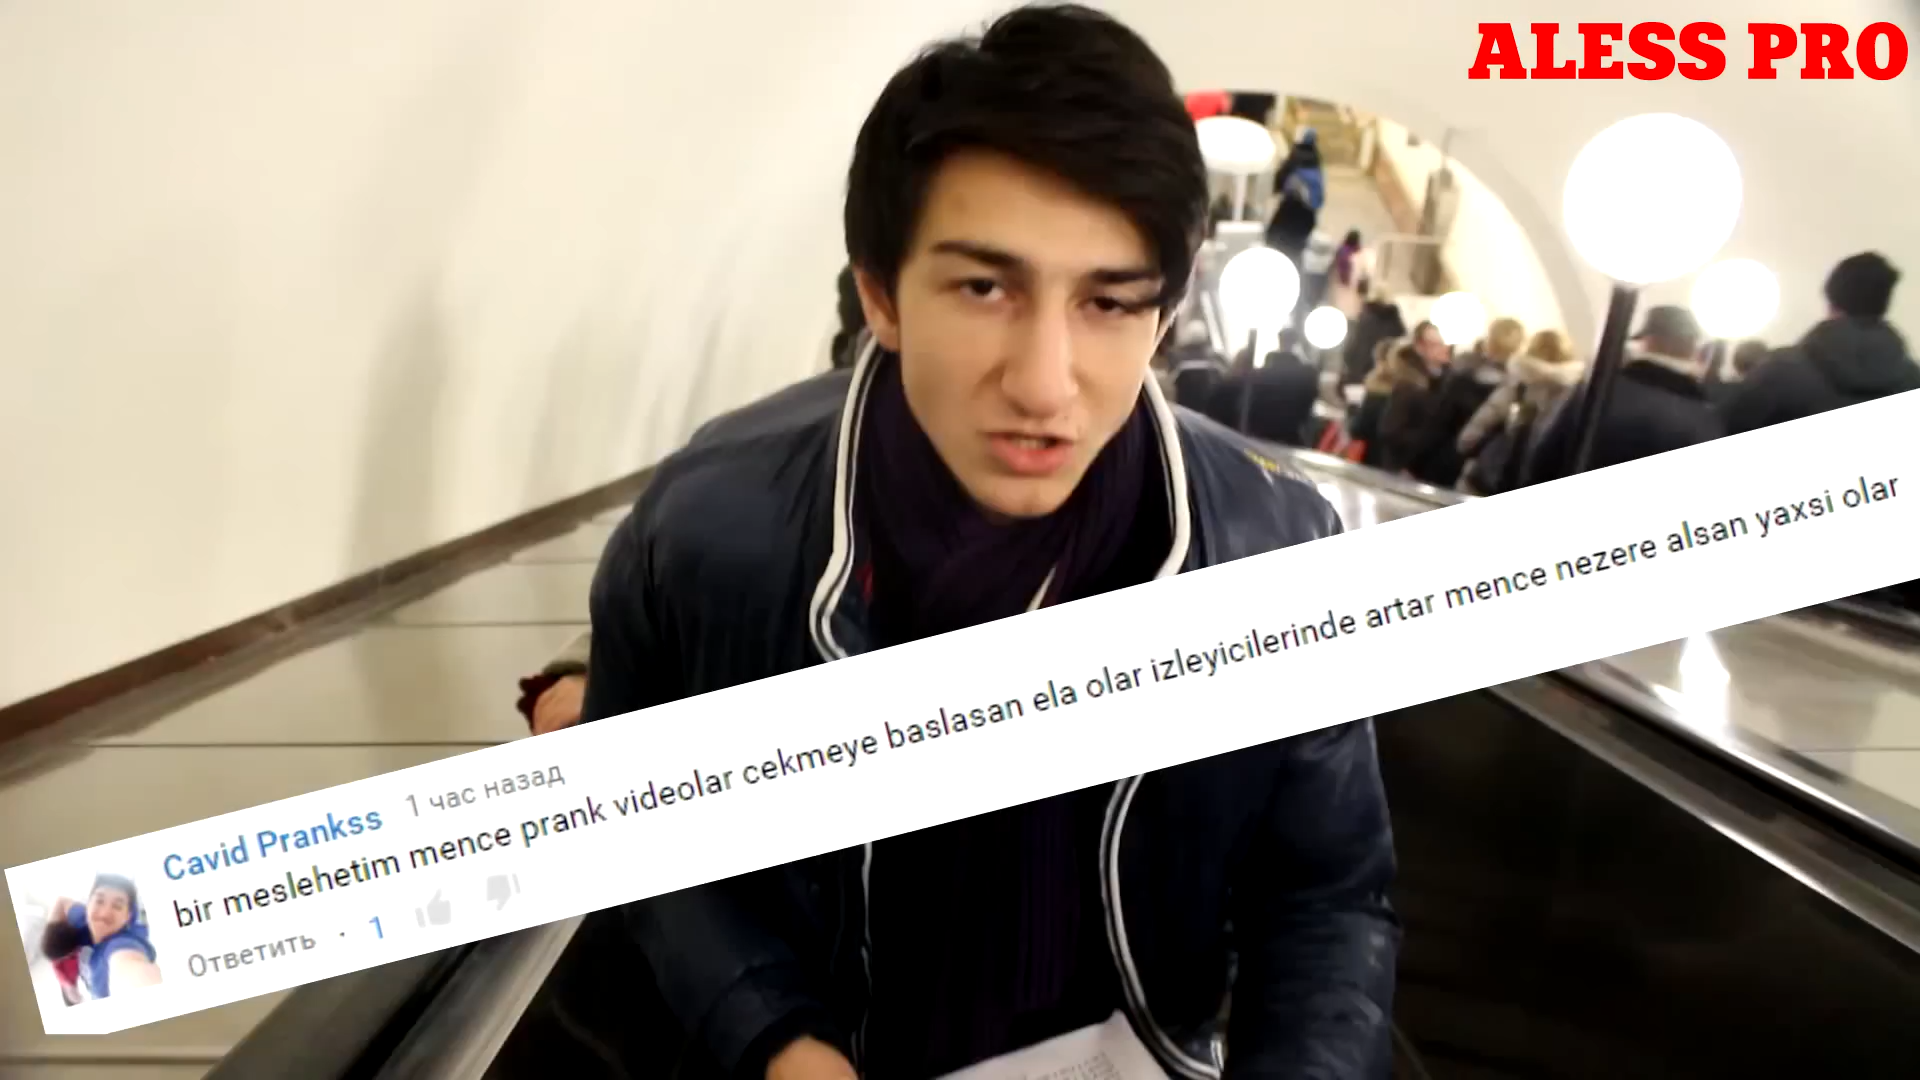 ALESS PRO
Cavid Prankss 1 час назад
bir meslehetim mence prank videolar cekmeye baslasan ela olar izleyicilerinde artar mence nezere alsan yaxsi olar
Ответить · 1